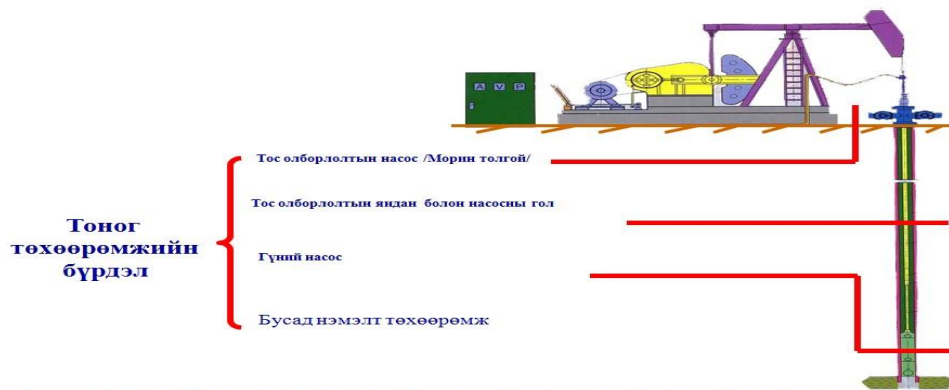 AVP
Тос олборлолтын насос /Морин толгой/
Тос олборлолтын яндан болон насосны гол
Тоног
төхөөрөмжийн
бүрдэл
Гүний насос
Бусад нэмэлт төхөөрөмж